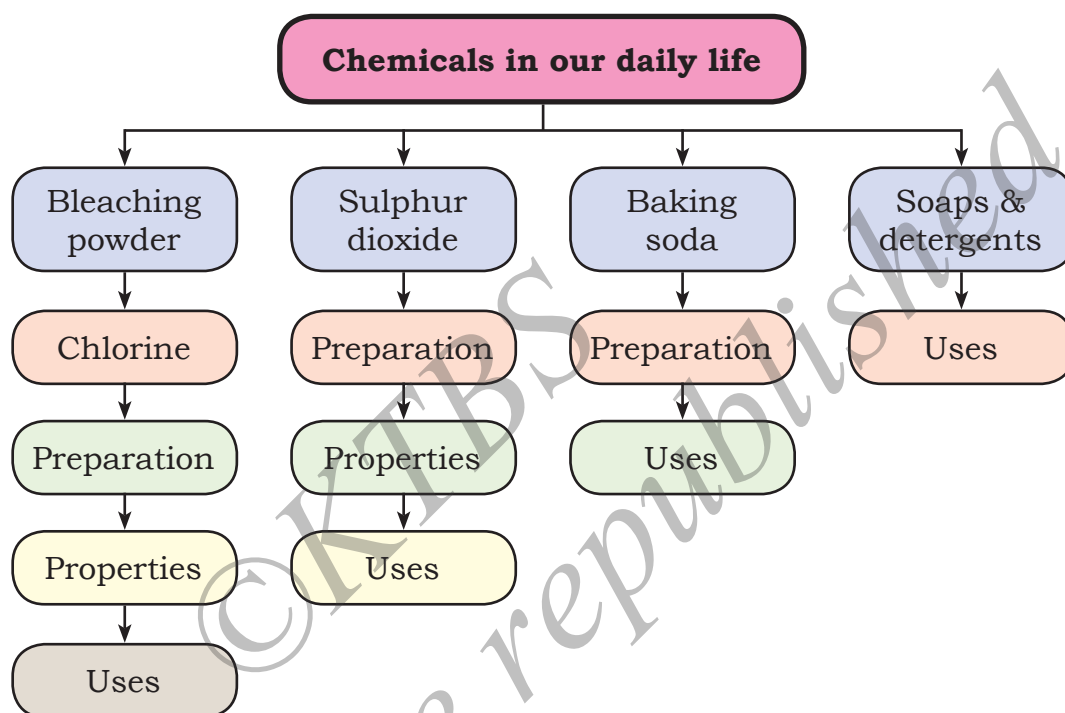 Chemicals in our daily life
Bleaching
powder
Sulphur
dioxide
Baking
soda
Soaps &
detergents
Chlorine
Preparation
Preparation
Uses
Preparation
Properties
Uses
Properties
Uses
Uses
©KTBS
republished